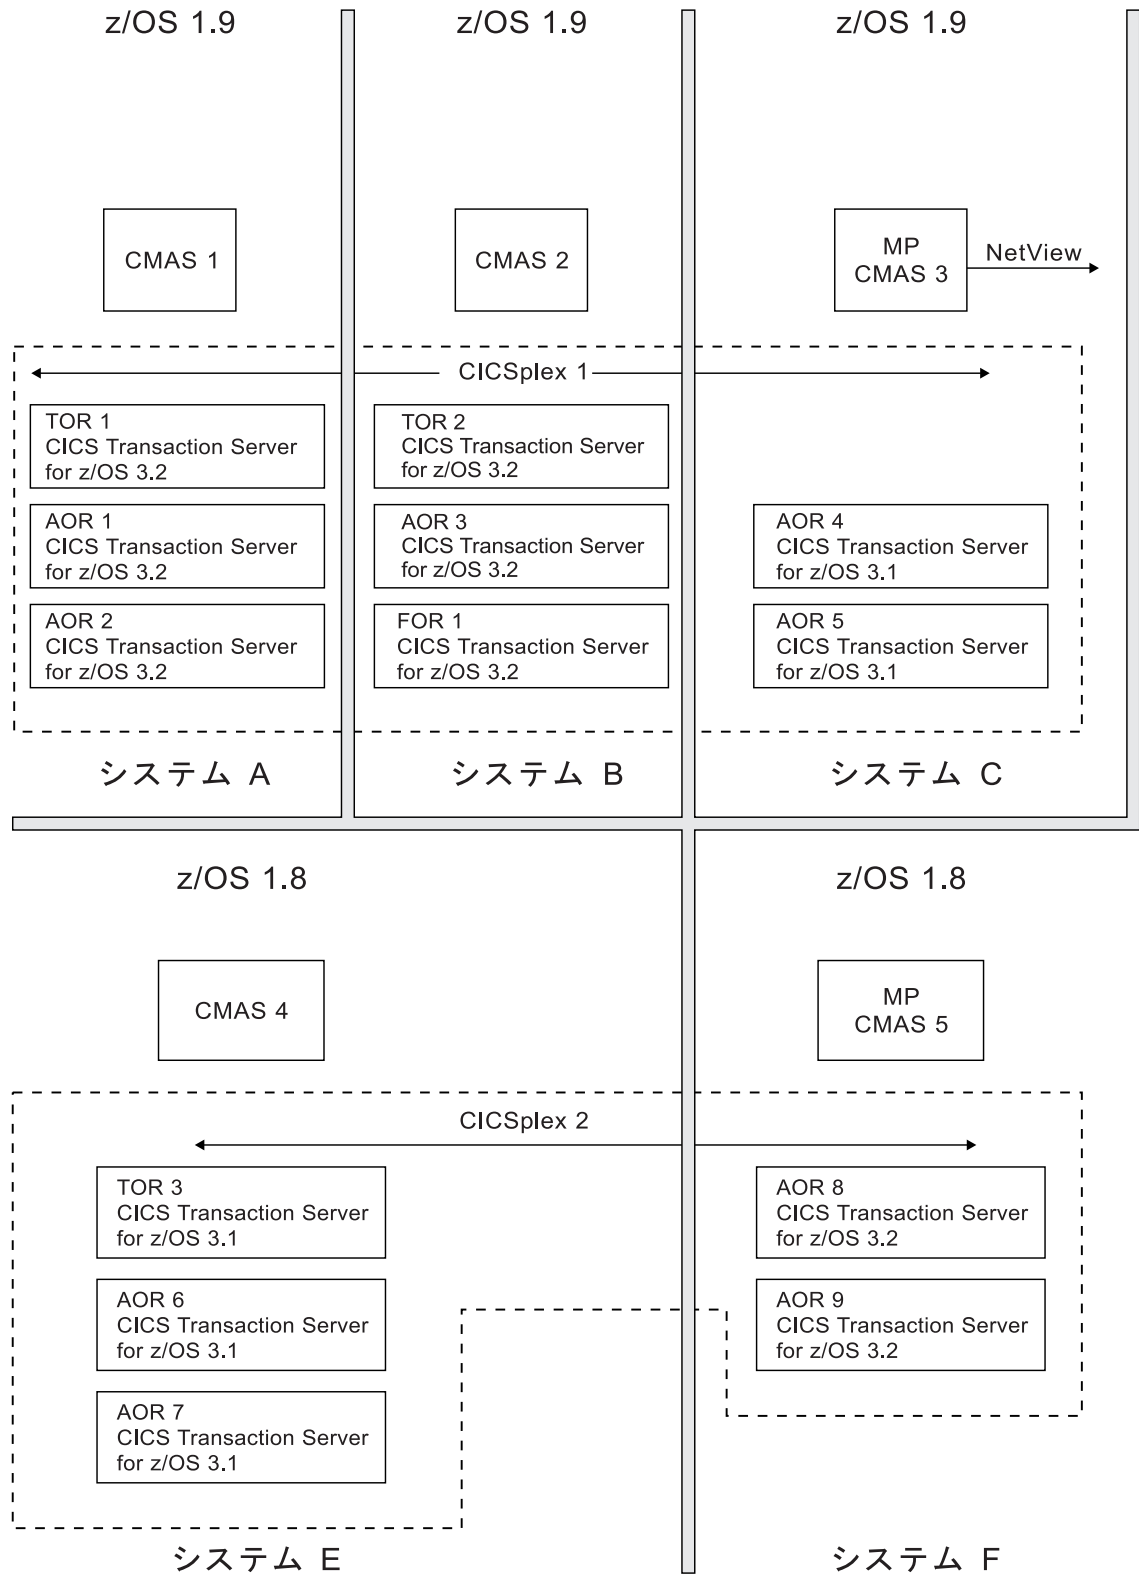 z/OS 1.9
z/OS 1.9
z/OS 1.9
CMAS 1
CMAS 2
MP
CMAS 3
NetView
CICSplex 1
TOR 1
CICS Transaction Server
for z/OS 3.2
TOR 2
CICS Transaction Server
for z/OS 3.2
AOR 1
CICS Transaction Server
for z/OS 3.2
AOR 3
CICS Transaction Server
for z/OS 3.2
AOR 4
CICS Transaction Server
for z/OS 3.1
AOR 2
CICS Transaction Server
for z/OS 3.2
FOR 1
CICS Transaction Server
for z/OS 3.2
AOR 5
CICS Transaction Server
for z/OS 3.1
システム A
システム B
システム C
z/OS 1.8
z/OS 1.8
CMAS 4
MP
CMAS 5
CICSplex 2
TOR 3
CICS Transaction Server
for z/OS 3.1
AOR 8
CICS Transaction Server
for z/OS 3.2
AOR 6
CICS Transaction Server
for z/OS 3.1
AOR 9
CICS Transaction Server
for z/OS 3.2
AOR 7
CICS Transaction Server
for z/OS 3.1
システム E
システム F